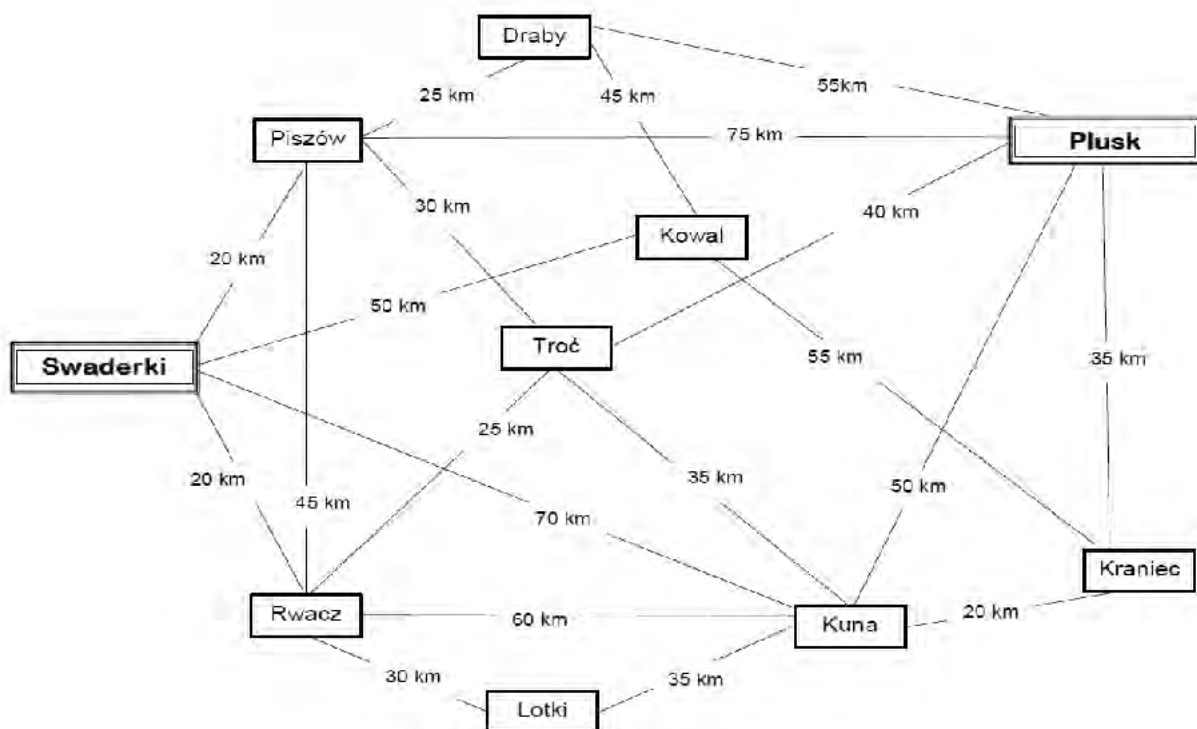 Draby
25 km
45 km
55km
Piszów
75 km
Plusk
30 km
40 km
Kowal
20 km
50 km
Troć
55 km
35 km
Swaderki
25 km
20 km
45 km
70 km
35 km
50 km
Kraniec
Rwacz
60 km
Kuna
20 km
30 km
35 km
Lotki